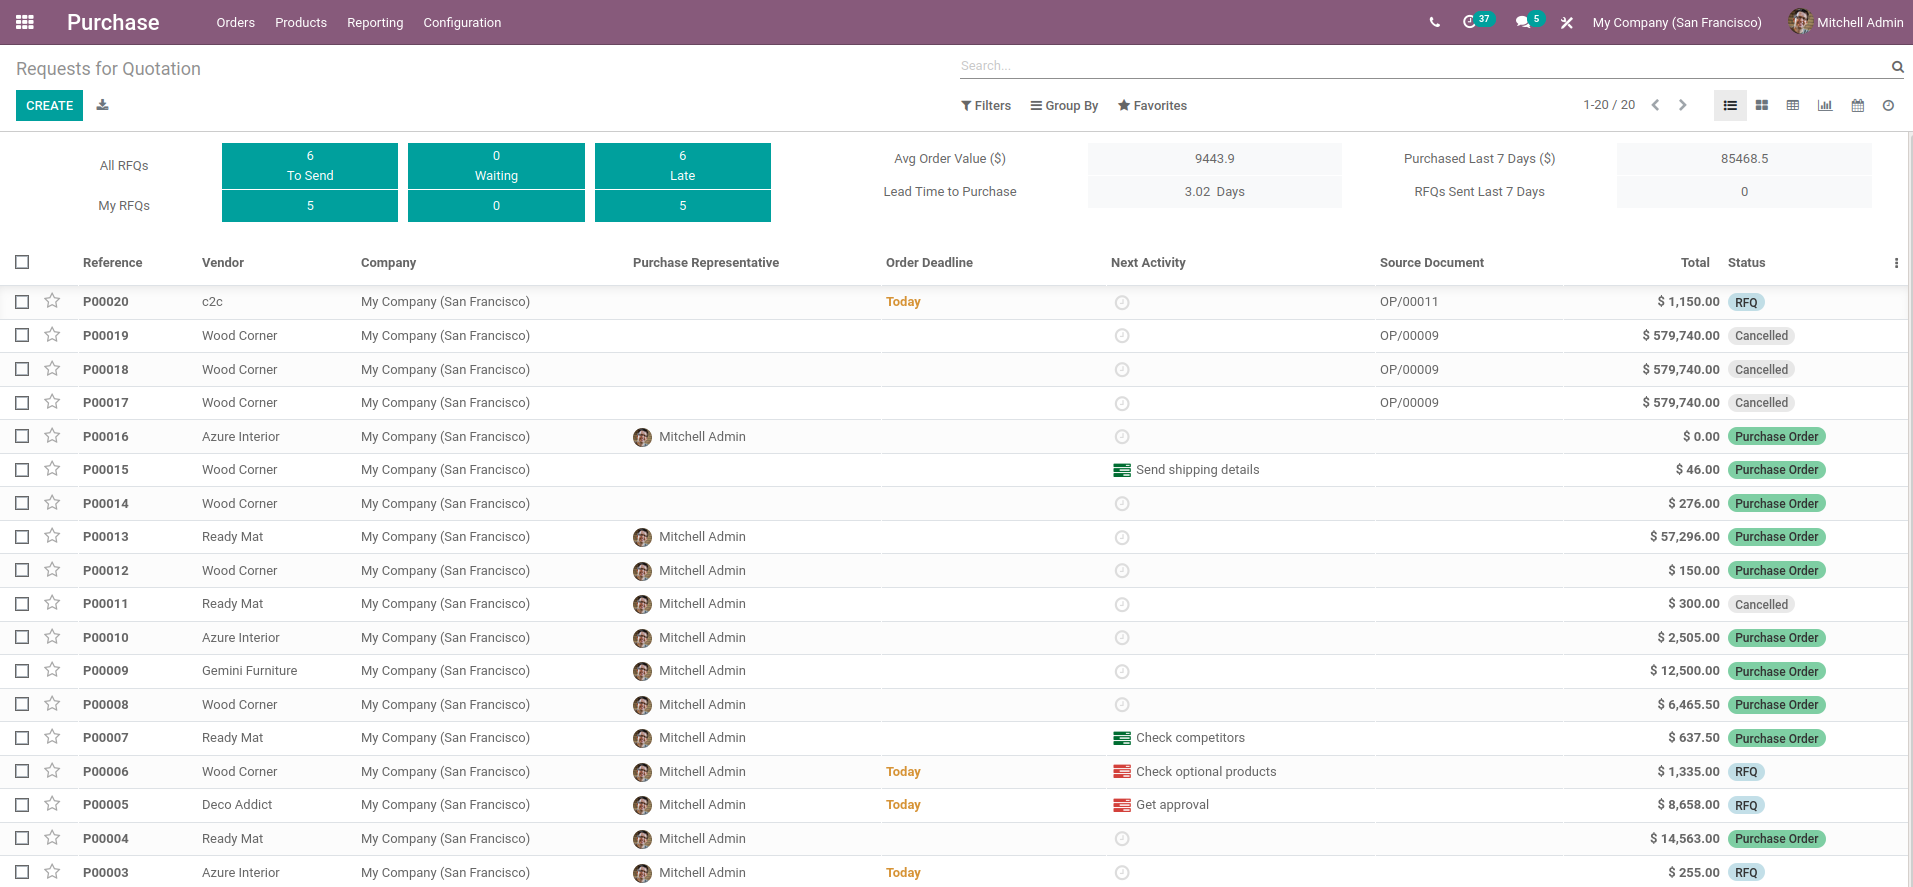 Purchase Orders Products Reporting Configuration 37 5 My Company (San Francisco) Mitchell Admin
Requests for Quotation
Search...
CREATE Filters Group By Favorites 1-20 / 20
All RFQs 6 To Send 0 Waiting 6 Late
My RFQs 5 0 5
Avg Order Value ($) 9443.9 Purchased Last 7 Days ($) 85468.5
Lead Time to Purchase 3.02 Days RFQs Sent Last 7 Days 0
Reference Vendor Company Purchase Representative Order Deadline Next Activity Source Document Total Status
P00020 c2c My Company (San Francisco) Today OP/00011 $ 1,150.00 RFQ
P00019 Wood Corner My Company (San Francisco) OP/00009 $ 579,740.00 Cancelled
P00018 Wood Corner My Company (San Francisco) OP/00009 $ 579,740.00 Cancelled
P00017 Wood Corner My Company (San Francisco) OP/00009 $ 579,740.00 Cancelled
P00016 Azure Interior My Company (San Francisco) Mitchell Admin $ 0.00 Purchase Order
P00015 Wood Corner My Company (San Francisco) Send shipping details $ 46.00 Purchase Order
P00014 Wood Corner My Company (San Francisco) $ 276.00 Purchase Order
P00013 Ready Mat My Company (San Francisco) Mitchell Admin $ 57,296.00 Purchase Order
P00012 Wood Corner My Company (San Francisco) Mitchell Admin $ 150.00 Purchase Order
P00011 Ready Mat My Company (San Francisco) Mitchell Admin $ 300.00 Cancelled
P00010 Azure Interior My Company (San Francisco) Mitchell Admin $ 2,505.00 Purchase Order
P00009 Gemini Furniture My Company (San Francisco) Mitchell Admin $ 12,500.00 Purchase Order
P00008 Wood Corner My Company (San Francisco) Mitchell Admin $ 6,465.50 Purchase Order
P00007 Ready Mat My Company (San Francisco) Mitchell Admin Check competitors $ 637.50 Purchase Order
P00006 Wood Corner My Company (San Francisco) Mitchell Admin Today Check optional products $ 1,335.00 RFQ
P00005 Deco Addict My Company (San Francisco) Mitchell Admin Today Get approval $ 8,658.00 RFQ
P00004 Ready Mat My Company (San Francisco) Mitchell Admin $ 14,563.00 Purchase Order
P00003 Azure Interior My Company (San Francisco) Mitchell Admin Today $ 255.00 RFQ